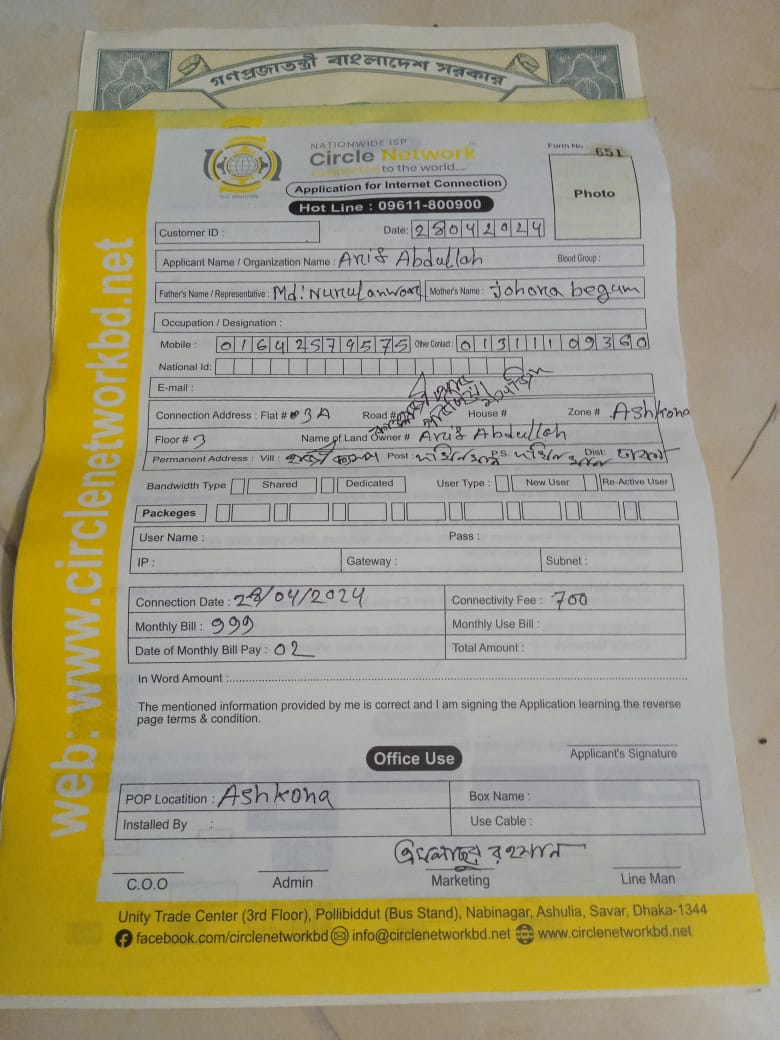 গণপ্রজাতন্ত্রী বাংলাদেশ সরকার
NATIONWIDE ISP
Circle Network
Connected to the world....
Form No 651
Application for Internet Connection
Photo
Hot Line : 09611-800900
Customer ID :
Date: 28042024
Applicant Name / Organization Name : Arif Abdullah Blood Group :
Father's Name / Representative : Md: Nurul anwar Mother's Name : Johora begum
Occupation / Designation :
Mobile : 01642579575 Other Contact : 01311109360
National Id:
E-mail :
Connection Address : Flat # 3A Road # House # Zone # Ashkona
Floor # 3 Name of Land Owner # Arif Abdullah
Permanent Address : Vill : Post : P.S. Dist: ঢাকা
Bandwidth Type Shared Dedicated User Type : New User Re-Active User
Packeges
User Name : Pass :
IP : Gateway : Subnet :
Connection Date : 28/04/2024 Connectivity Fee : 700
Monthly Bill : 999 Monthly Use Bill :
Date of Monthly Bill Pay : 02 Total Amount :
In Word Amount :
The mentioned information provided by me is correct and I am signing the Application learning the reverse
page terms & condition.
Applicant's Signature
Office Use
POP Locatition : Ashkona Box Name :
Installed By : Use Cable :
রহমান
C.O.O Admin Marketing Line Man
Unity Trade Center (3rd Floor), Pollibiddut (Bus Stand), Nabinagar, Ashulia, Savar, Dhaka-1344
facebook.com/circlenetworkbd info@circlenetworkbd.net www.circlenetworkbd.net
web: www.circlenetworkbd.net